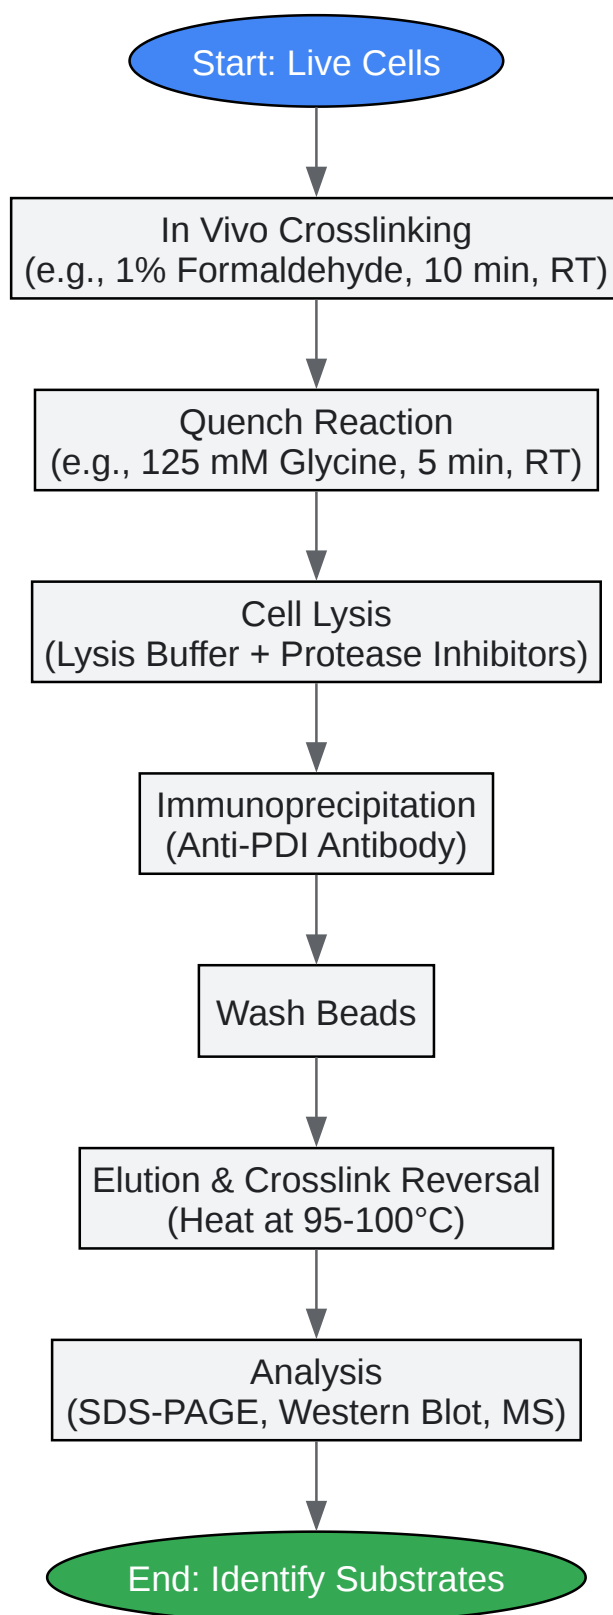 Start: Live Cells
In Vivo Crosslinking
(e.g., 1% Formaldehyde, 10 min, RT)
Quench Reaction
(e.g., 125 mM Glycine, 5 min, RT)
Cell Lysis
(Lysis Buffer + Protease Inhibitors)
Immunoprecipitation
(Anti-PDI Antibody)
Wash Beads
Elution & Crosslink Reversal
(Heat at 95-100°C)
Analysis
(SDS-PAGE, Western Blot, MS)
End: Identify Substrates